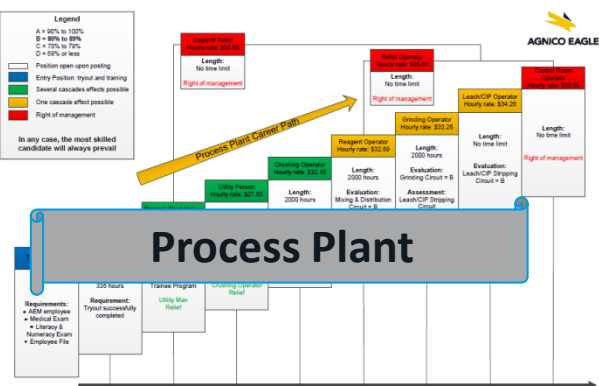 Legend
A = 90% to 100%
B = 80% to 89%
C = 70% to 79%
D = 69% or less
Position open upon posting
Entry Position: tryout and training
Several cascades effects possible
One cascade effect possible
Right of management
In any case, the most skilled
candidate will always prevail
AGNICO EAGLE
Process Plant Career Path
Dayshift Relief
Hourly rate: $35.65
Length:
No time limit
Right of management
Relief Operator
Hourly rate:
Length:
No time limit
Right of management
Control Room
Operator
Hourly rate:
Length:
No time limit
Right of management
Leach/CIP Operator
Hourly rate: $34.26
Length:
No time limit
Evaluation:
Leach/CIP Stripping
Circuit = B
Grinding Operator
Hourly rate: $33.26
Length:
2000 hours
Evaluation:
Grinding Circuit = B
Assessment:
Leach/CIP Stripping
Circuit
Reagent Operator
Hourly rate: $32.69
Length:
2000 hours
Evaluation:
Mixing & Distribution
Circuit = B
Crushing Operator
Hourly rate: $32.18
Length:
2000 hours
Utility Person
Hourly rate: $27.63
Crushing Operator
Relief
Trainee Program
Utility Man
Relief
336 hours
Requirement:
Tryout successfully
completed
Requirements:
AEM employee
Medical Exam
Literacy &
Numeracy Exam
Employee File
Process Plant